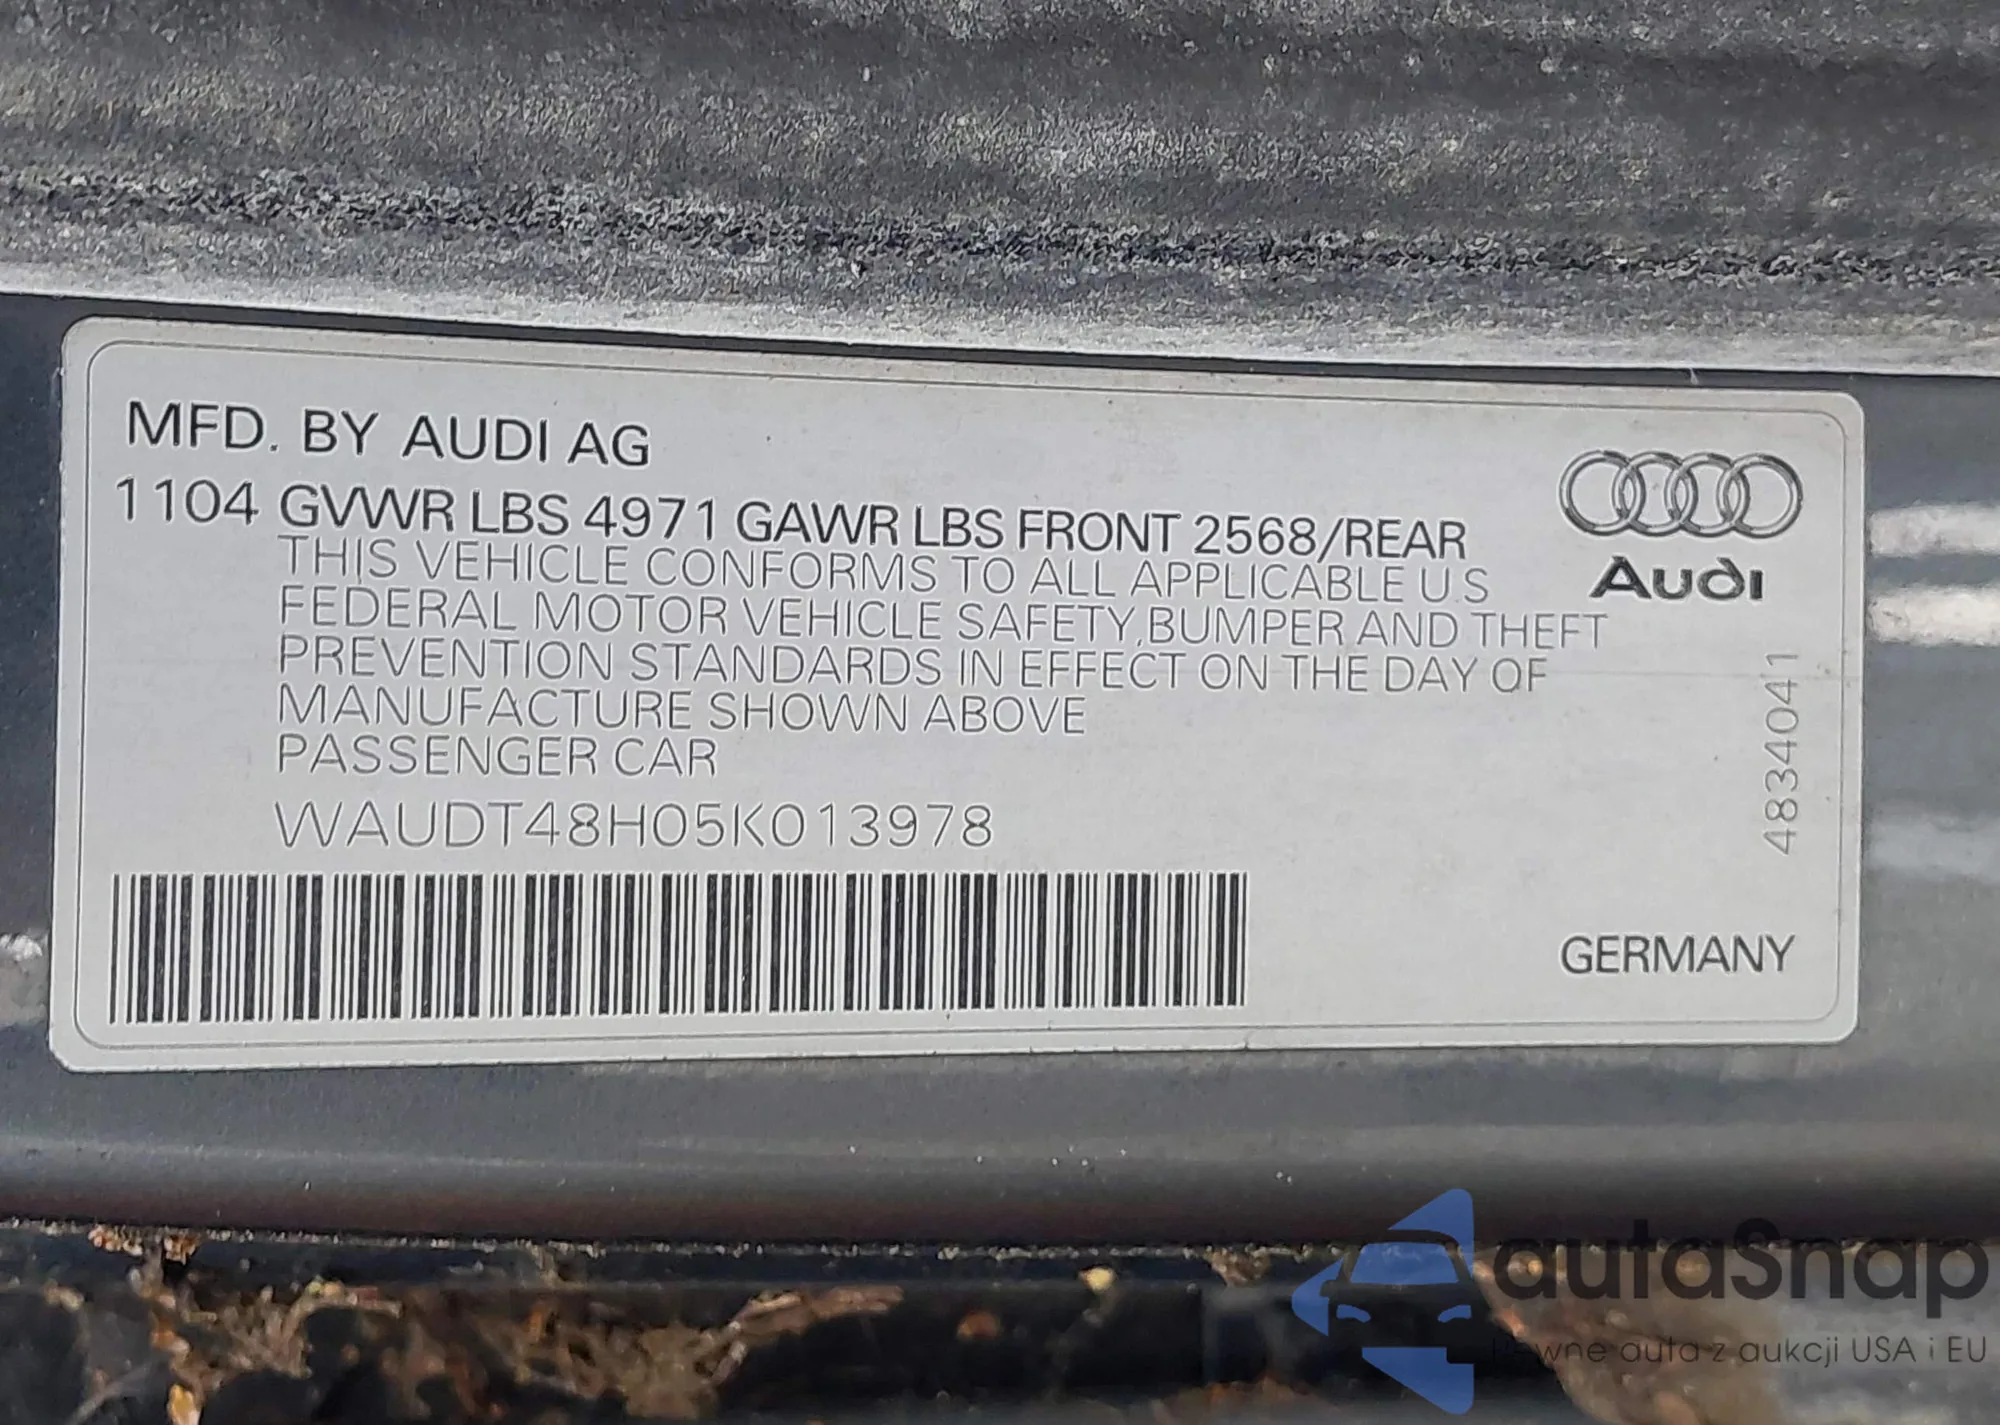 MFD. BY AUDI AG
1104 GVWR LBS 4971 GAWR LBS FRONT 2568/REAR
THIS VEHICLE CONFORMS TO ALL APPLICABLE U.S
FEDERAL MOTOR VEHICLE SAFETY, BUMPER AND THEFT
PREVENTION STANDARDS IN EFFECT ON THE DAY OF
MANUFACTURE SHOWN ABOVE
PASSENGER CAR
WAUDT48H05K013978
Audi
4834041
GERMANY
autaSnap
Pewne auta z aukcji USA i EU